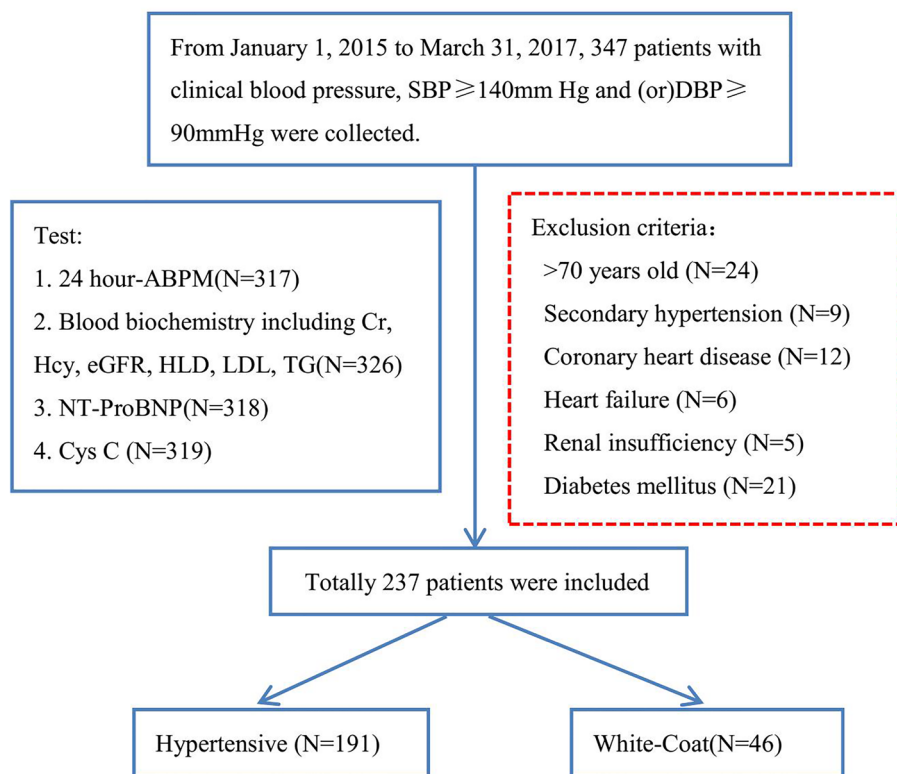 From January 1, 2015 to March 31, 2017, 347 patients with
clinical blood pressure, SBP≥140mm Hg and (or)DBP≥
90mmHg were collected.
Test:
1. 24 hour-ABPM(N=317)
2. Blood biochemistry including Cr,
Hcy, eGFR, HLD, LDL, TG(N=326)
3. NT-ProBNP(N=318)
4. Cys C (N=319)
Exclusion criteria：
>70 years old (N=24)
Secondary hypertension (N=9)
Coronary heart disease (N=12)
Heart failure (N=6)
Renal insufficiency (N=5)
Diabetes mellitus (N=21)
Totally 237 patients were included
Hypertensive (N=191)
White-Coat(N=46)